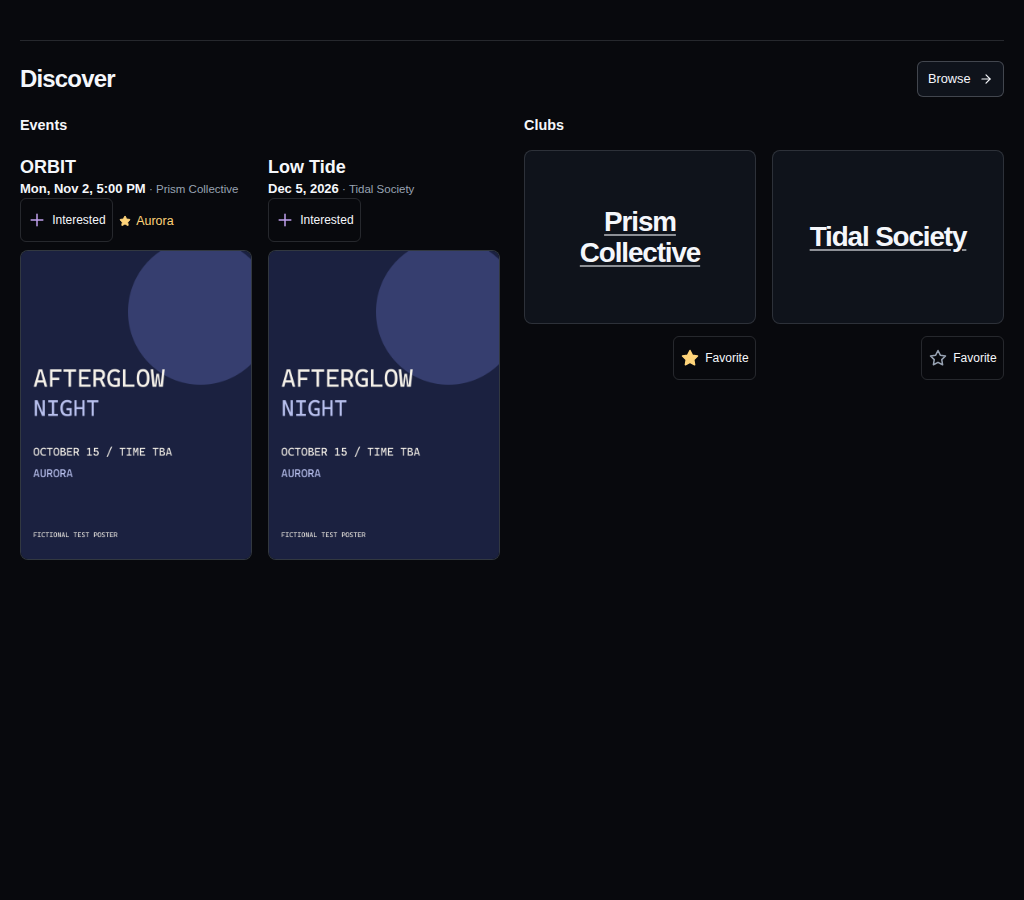 Discover
Browse
Events
Clubs
ORBIT
Mon, Nov 2, 5:00 PM · Prism Collective
Interested
Aurora
Low Tide
Dec 5, 2026 · Tidal Society
Interested
AFTERGLOW
NIGHT
OCTOBER 15 / TIME TBA
AURORA
FICTIONAL TEST POSTER
AFTERGLOW
NIGHT
OCTOBER 15 / TIME TBA
AURORA
FICTIONAL TEST POSTER
Prism
Collective
Favorite
Tidal Society
Favorite